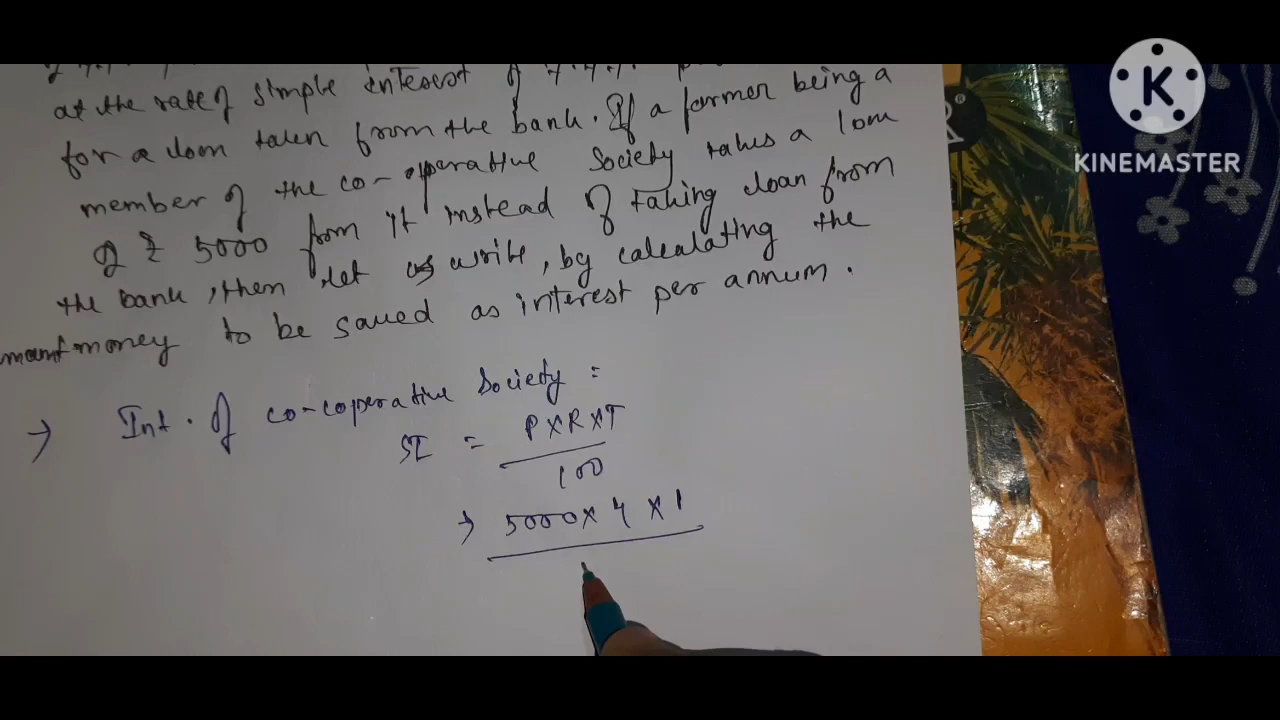 at the rate of simple interest of 7.4%
for a loan taken from the bank. If a farmer being a
member of the co-operative Society takes a loan
of ₹ 5000 from it instead of taking loan from
the bank, then let us write, by calculating the
money to be saved as interest per annum.
→ Int. of co-coperative Society =
SI = P×R×T
100
→ 5000 × 4 × 1
K
KINEMASTER
R